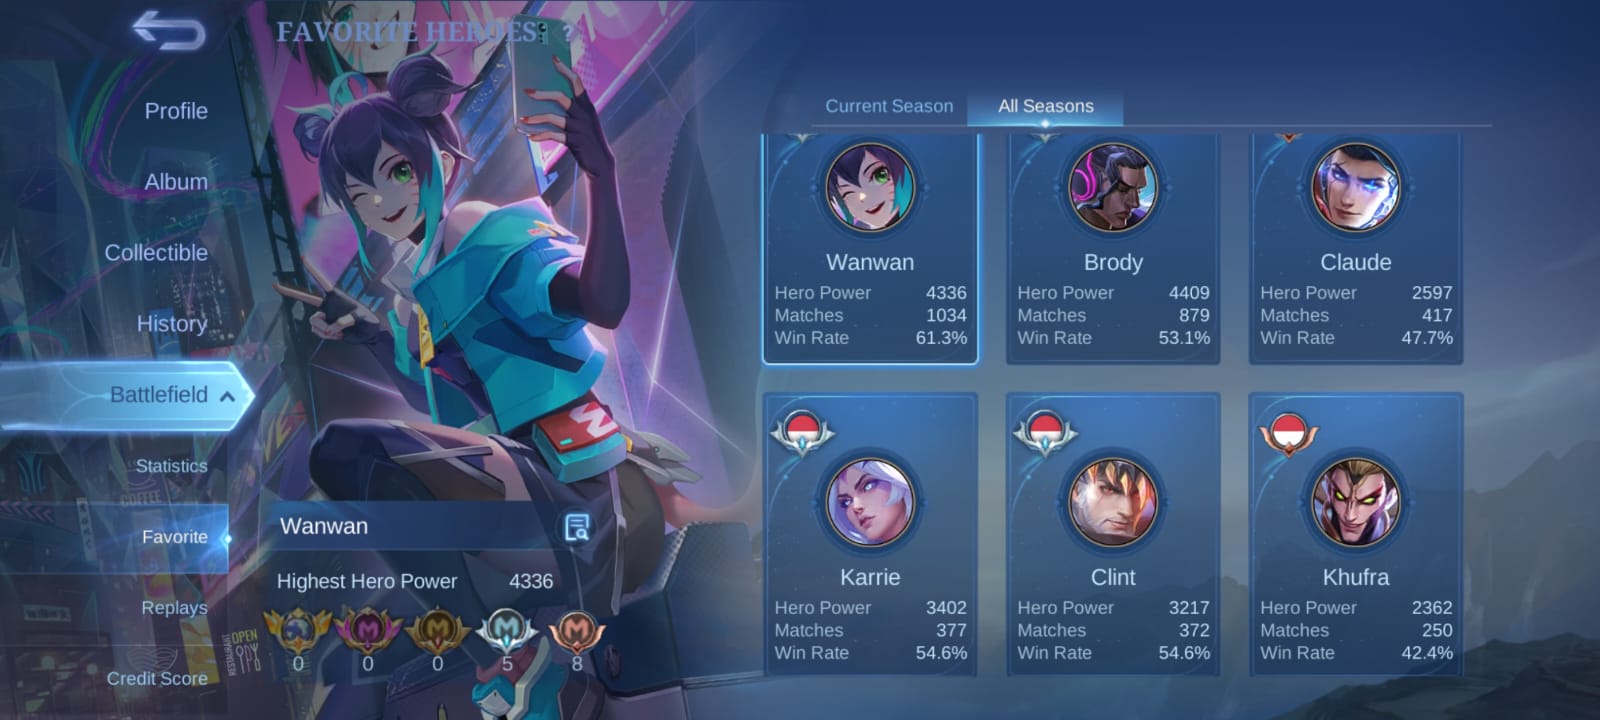 FAVORITE HEROES ?
Profile
Album
Collectible
History
Battlefield
Statistics
Favorite
Replays
Credit Score
COFFEE
OPEN
RESTAURANT
Wanwan
Highest Hero Power 4336
0 0 0 5 8
Current Season All Seasons
Wanwan
Hero Power 4336
Matches 1034
Win Rate 61.3%
Brody
Hero Power 4409
Matches 879
Win Rate 53.1%
Claude
Hero Power 2597
Matches 417
Win Rate 47.7%
Karrie
Hero Power 3402
Matches 377
Win Rate 54.6%
Clint
Hero Power 3217
Matches 372
Win Rate 54.6%
Khufra
Hero Power 2362
Matches 250
Win Rate 42.4%